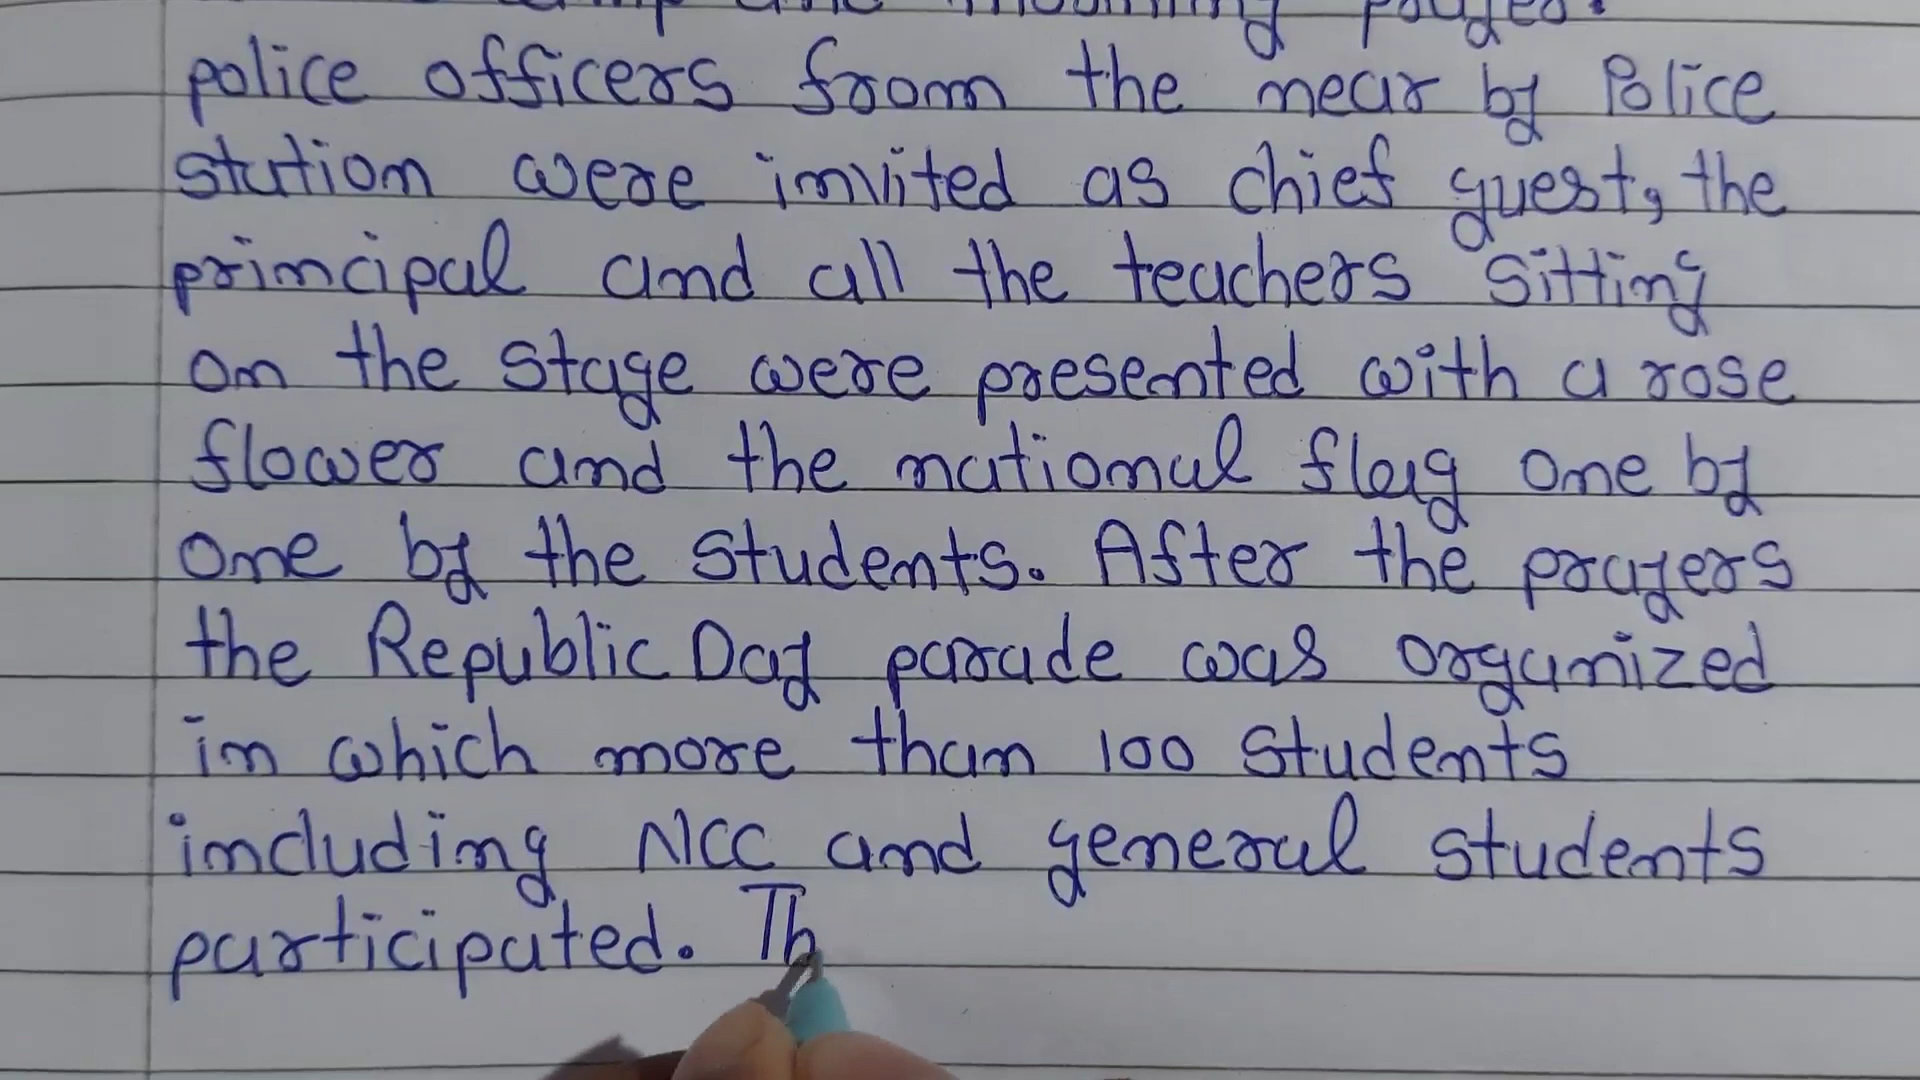 and
police officers from the near by Police
station were invited as chief guest, the
principal and all the teachers sitting
on the stage were presented with a rose
flower and the national flag one by
one by the students. After the prayers
the Republic Day parade was organized
in which more than 100 students
including NCC and general students
participated. Th